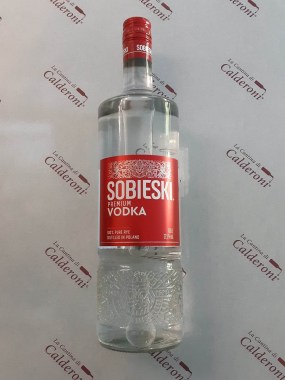 SOBIESKI
SOBIESKI.
PREMIUM
VODKA
100% PURE RYE
DISTILLED IN POLAND
La Cantina di
Calderoni
La Cantina di
Calderoni
La Cantina di
Calderoni
La Cantina di
Calderoni
La Cantina di
Calderoni
La Cantina di
Calderoni